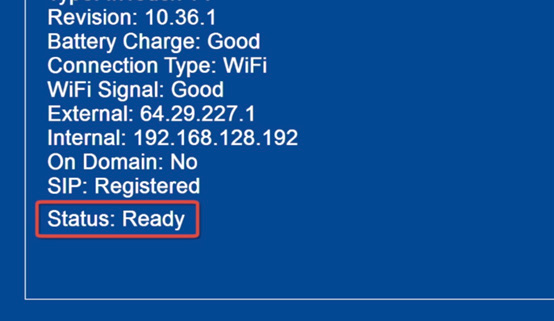 Revision: 10.36.1
Battery Charge: Good
Connection Type: WiFi
WiFi Signal: Good
External: 64.29.227.1
Internal: 192.168.128.192
On Domain: No
SIP: Registered
Status: Ready